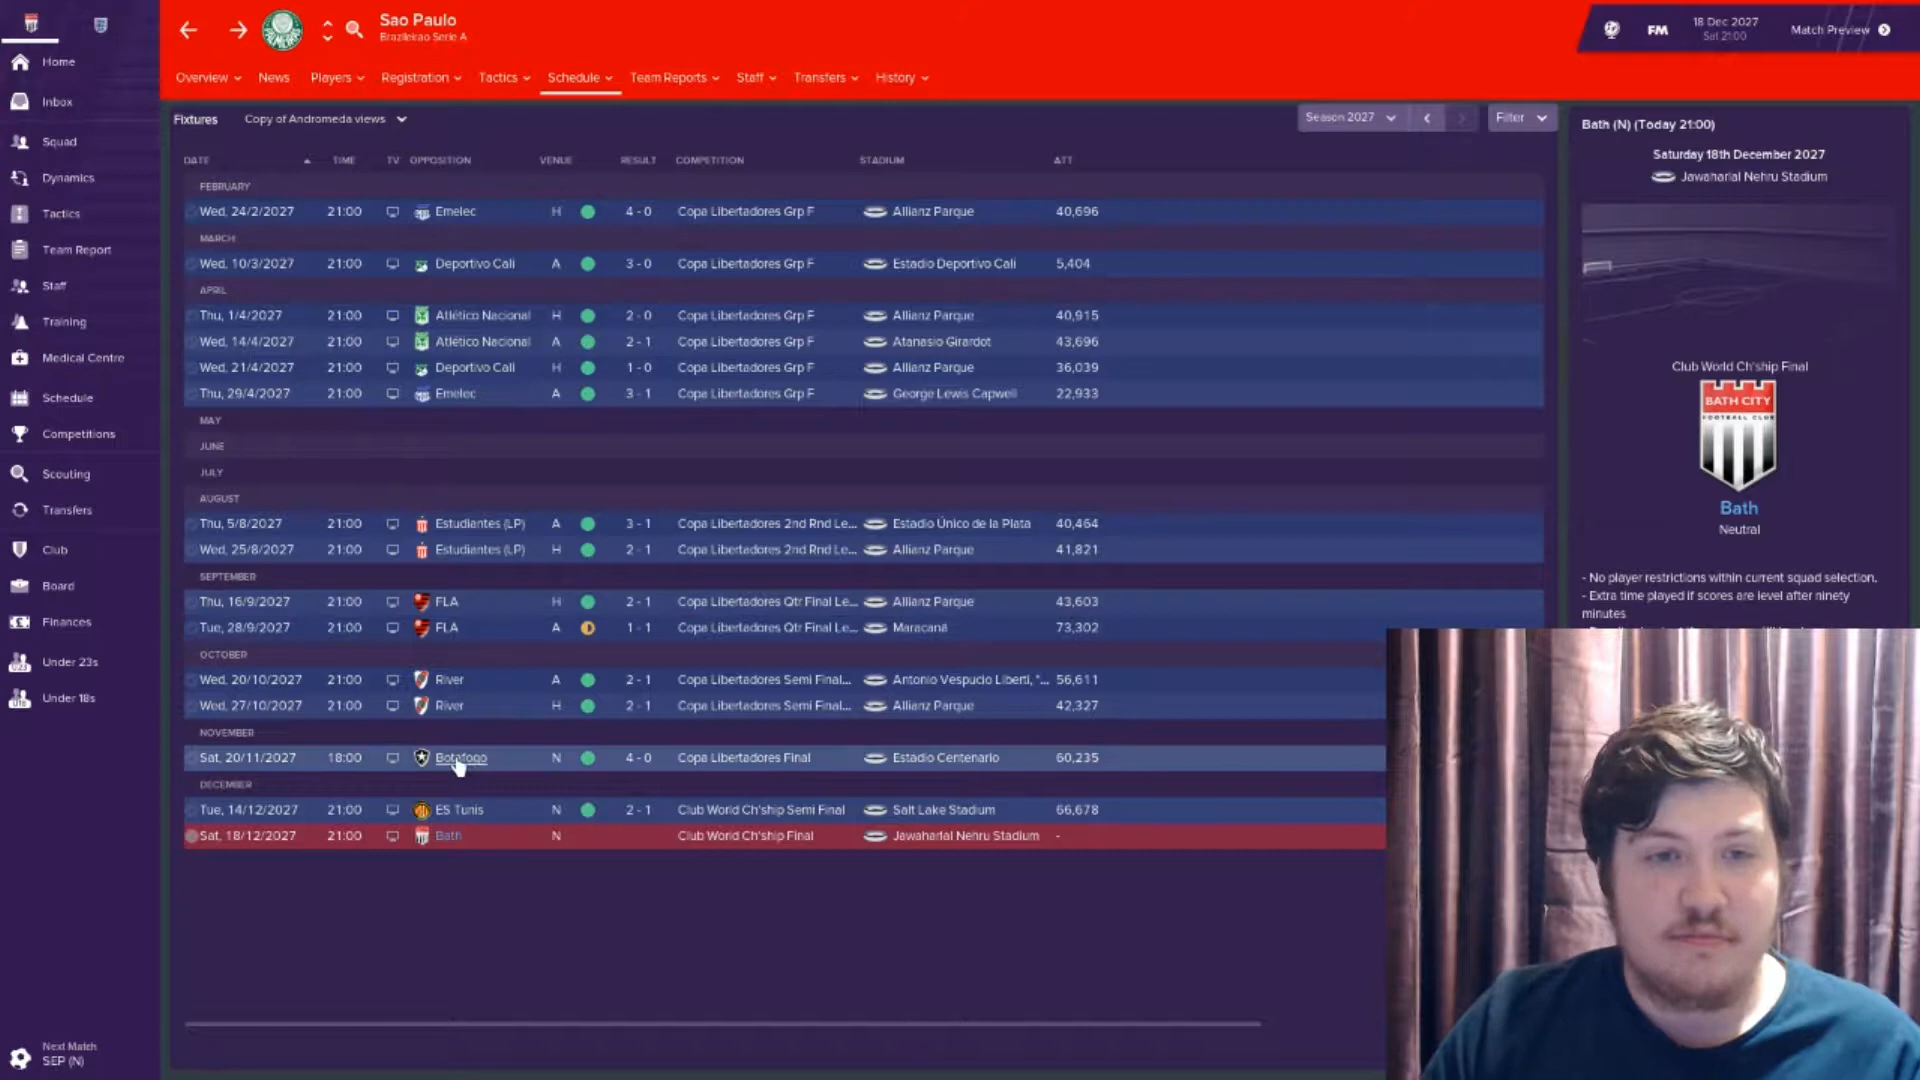 Sao Paulo
Brazileirao Serie A
FM
18 Dec 2027
Sat 21:00
Match Preview
Overview
News
Players
Registration
Tactics
Schedule
Team Reports
Staff
Transfers
History
Home
Inbox
Squad
Dynamics
Tactics
Team Report
Staff
Training
Medical Centre
Schedule
Competitions
Scouting
Transfers
Club
Board
Finances
Under 23s
Under 18s
Next Match
SEP (N)
Fixtures
Copy of Andromeda views
Season 2027
Filter
DATE TIME TV OPPOSITION VENUE RESULT COMPETITION STADIUM ATT
FEBRUARY
Wed, 24/2/2027 21:00 Emelec H 4 - 0 Copa Libertadores Grp F Allianz Parque 40,696
MARCH
Wed, 10/3/2027 21:00 Deportivo Cali A 3 - 0 Copa Libertadores Grp F Estadio Deportivo Cali 5,404
APRIL
Thu, 1/4/2027 21:00 Atlético Nacional H 2 - 0 Copa Libertadores Grp F Allianz Parque 40,915
Wed, 14/4/2027 21:00 Atlético Nacional A 2 - 1 Copa Libertadores Grp F Atanasio Girardot 43,696
Wed, 21/4/2027 21:00 Deportivo Cali H 1 - 0 Copa Libertadores Grp F Allianz Parque 36,039
Thu, 29/4/2027 21:00 Emelec A 3 - 1 Copa Libertadores Grp F George Lewis Capwell 22,933
MAY
JUNE
JULY
AUGUST
Thu, 5/8/2027 21:00 Estudiantes (LP) A 3 - 1 Copa Libertadores 2nd Rnd Le... Estadio Único de la Plata 40,464
Wed, 25/8/2027 21:00 Estudiantes (LP) H 2 - 1 Copa Libertadores 2nd Rnd Le... Allianz Parque 41,821
SEPTEMBER
Thu, 16/9/2027 21:00 FLA H 2 - 1 Copa Libertadores Qtr Final Le... Allianz Parque 43,603
Tue, 28/9/2027 21:00 FLA A 1 - 1 Copa Libertadores Qtr Final Le... Maracanã 73,302
OCTOBER
Wed, 20/10/2027 21:00 River A 2 - 1 Copa Libertadores Semi Final... Antonio Vespucio Liberti, "... 56,611
Wed, 27/10/2027 21:00 River H 2 - 1 Copa Libertadores Semi Final... Allianz Parque 42,327
NOVEMBER
Sat, 20/11/2027 18:00 Botafogo N 4 - 0 Copa Libertadores Final Estadio Centenario 60,235
DECEMBER
Tue, 14/12/2027 21:00 ES Tunis N 2 - 1 Club World Ch'ship Semi Final Salt Lake Stadium 66,678
Sat, 18/12/2027 21:00 Bath N Club World Ch'ship Final Jawaharlal Nehru Stadium -
Bath (N) (Today 21:00)
Saturday 18th December 2027
Jawaharlal Nehru Stadium
Club World Ch'ship Final
BATH CITY
FOOTBALL CLUB
Bath
Neutral
- No player restrictions within current squad selection.
- Extra time played if scores are level after ninety
minutes